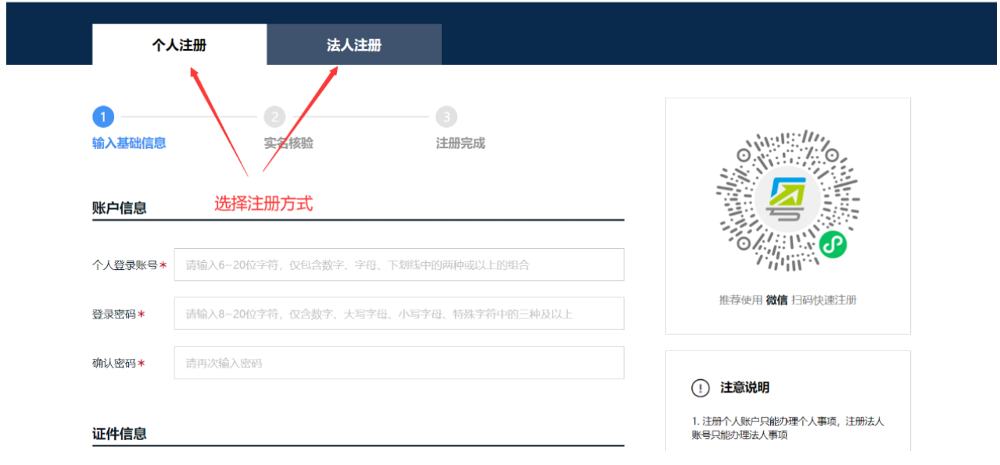 个人注册
法人注册
1
2
3
输入基础信息
实名核验
注册完成
选择注册方式
账户信息
个人登录账号*
请输入6~20位字符，仅包含数字、字母、下划线中的两种或以上的组合
登录密码*
请输入8~20位字符，仅含数字、大写字母、小写字母、特殊字符中的三种及以上
确认密码*
请再次输入密码
证件信息
推荐使用 微信 扫码快速注册
注意说明
1. 注册个人账户只能办理个人事项，注册法人
账号只能办理法人事项